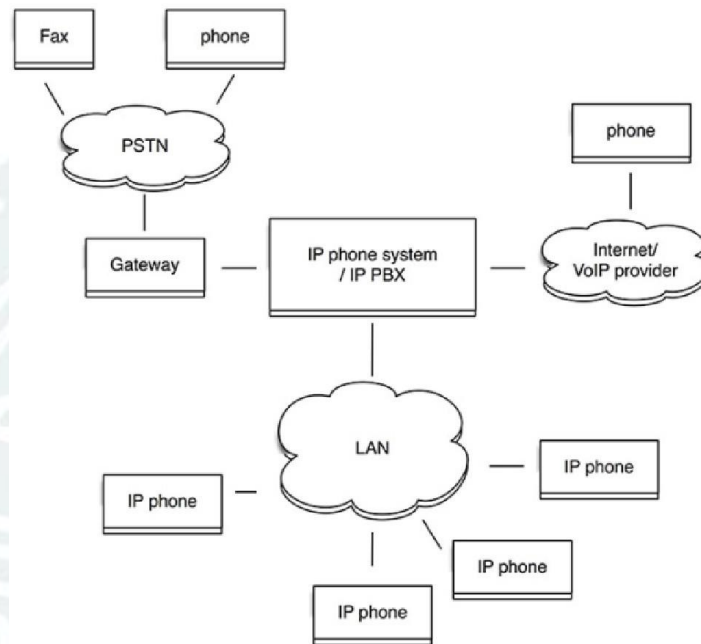 Fax
phone
PSTN
phone
Gateway
IP phone system
/ IP PBX
Internet/
VoIP provider
LAN
IP phone
IP phone
IP phone
IP phone